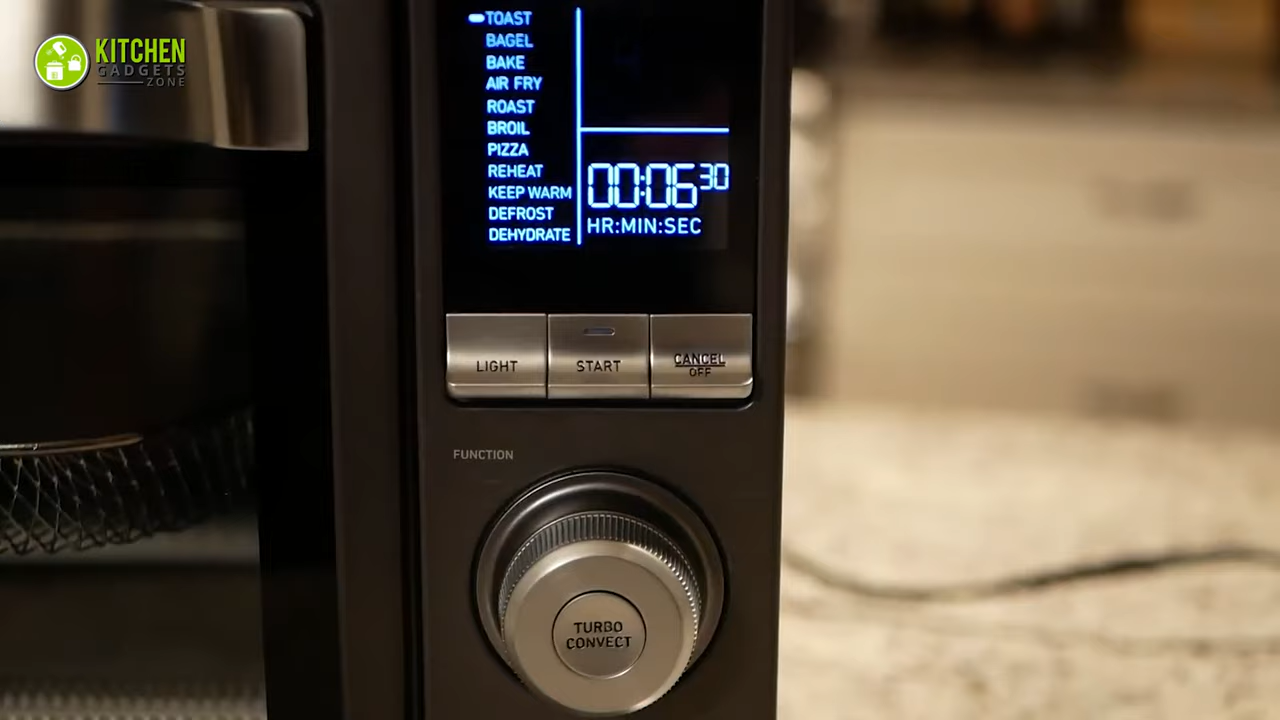 KITCHEN
GADGETS
ZONE
TOAST
BAGEL
BAKE
AIR FRY
ROAST
BROIL
PIZZA
REHEAT
KEEP WARM
DEFROST
DEHYDRATE
00:06 30
HR:MIN:SEC
LIGHT
START
CANCEL
OFF
FUNCTION
TURBO
CONVECT